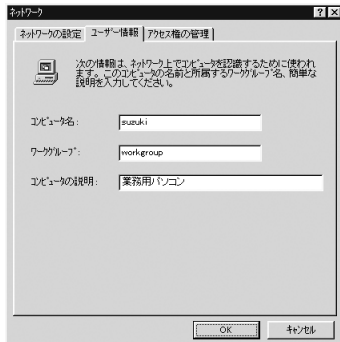 ネットワーク
ネットワークの設定 ユーザー情報 アクセス権の管理
次の情報は、ネットワーク上でコンピュータを認識するために使われ
ます。このコンピュータの名前と所属するワークグループ名、簡単な
説明を入力してください。
コンピュータ名: suzuki
ワークグループ: workgroup
コンピュータの説明: 業務用パソコン
OK キャンセル